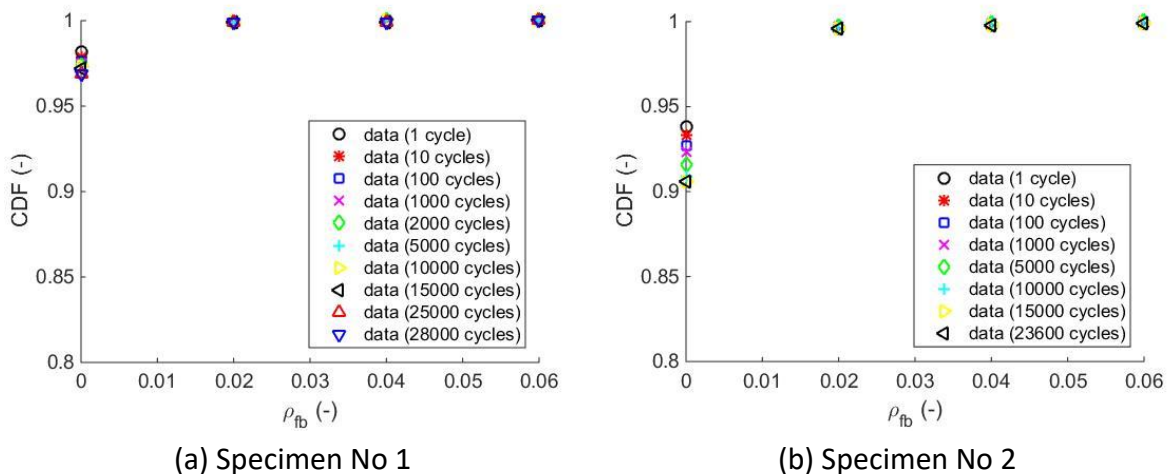 1
0.95
0.9
0.85
0.8
CDF (-)
data (1 cycle)
data (10 cycles)
data (100 cycles)
data (1000 cycles)
data (2000 cycles)
data (5000 cycles)
data (10000 cycles)
data (15000 cycles)
data (25000 cycles)
data (28000 cycles)
0 0.01 0.02 0.03 0.04 0.05 0.06
ρfb (-)
(a) Specimen No 1
1
0.95
0.9
0.85
0.8
CDF (-)
data (1 cycle)
data (10 cycles)
data (100 cycles)
data (1000 cycles)
data (5000 cycles)
data (10000 cycles)
data (15000 cycles)
data (23600 cycles)
0 0.01 0.02 0.03 0.04 0.05 0.06
ρfb (-)
(b) Specimen No 2